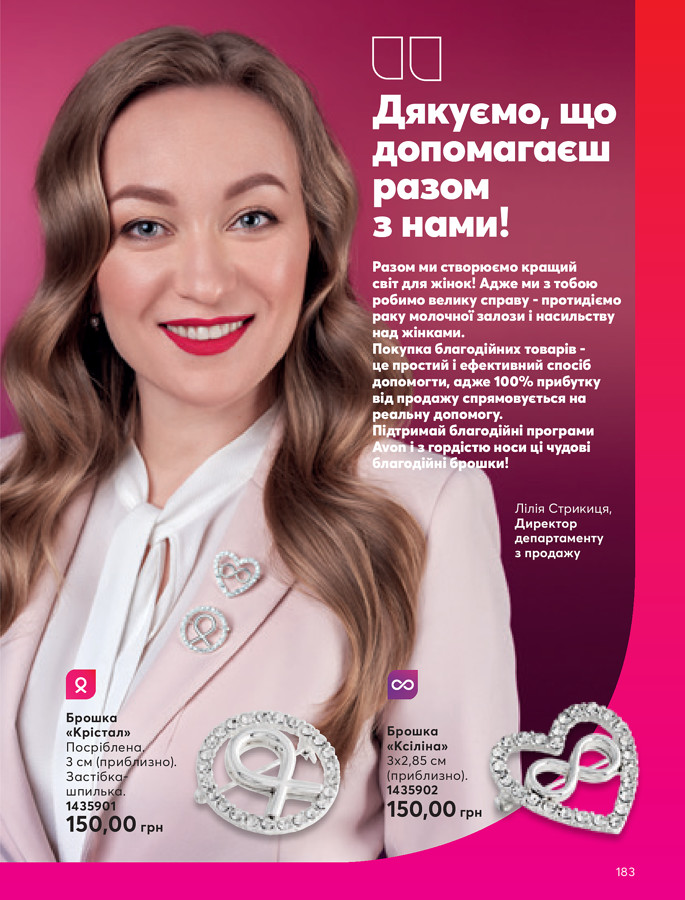 Дякуємо, що
допомагаєш
разом
з нами!
Разом ми створюємо кращий
світ для жінок! Адже ми з тобою
робимо велику справу - протидіємо
раку молочної залози і насильству
над жінками.
Покупка благодійних товарів -
це простий і ефективний спосіб
допомогти, адже 100% прибутку
від продажу спрямовується на
реальну допомогу.
Підтримай благодійні програми
Avon і з гордістю носи ці чудові
благодійні брошки!
Лілія Стрикиця,
Директор
департаменту
з продажу
Брошка
«Крістал»
Посріблена.
3 см (приблизно).
Застібка-
шпилька.
1435901
150,00 грн
Брошка
«Ксіліна»
3х2,85 см
(приблизно).
1435902
150,00 грн
183